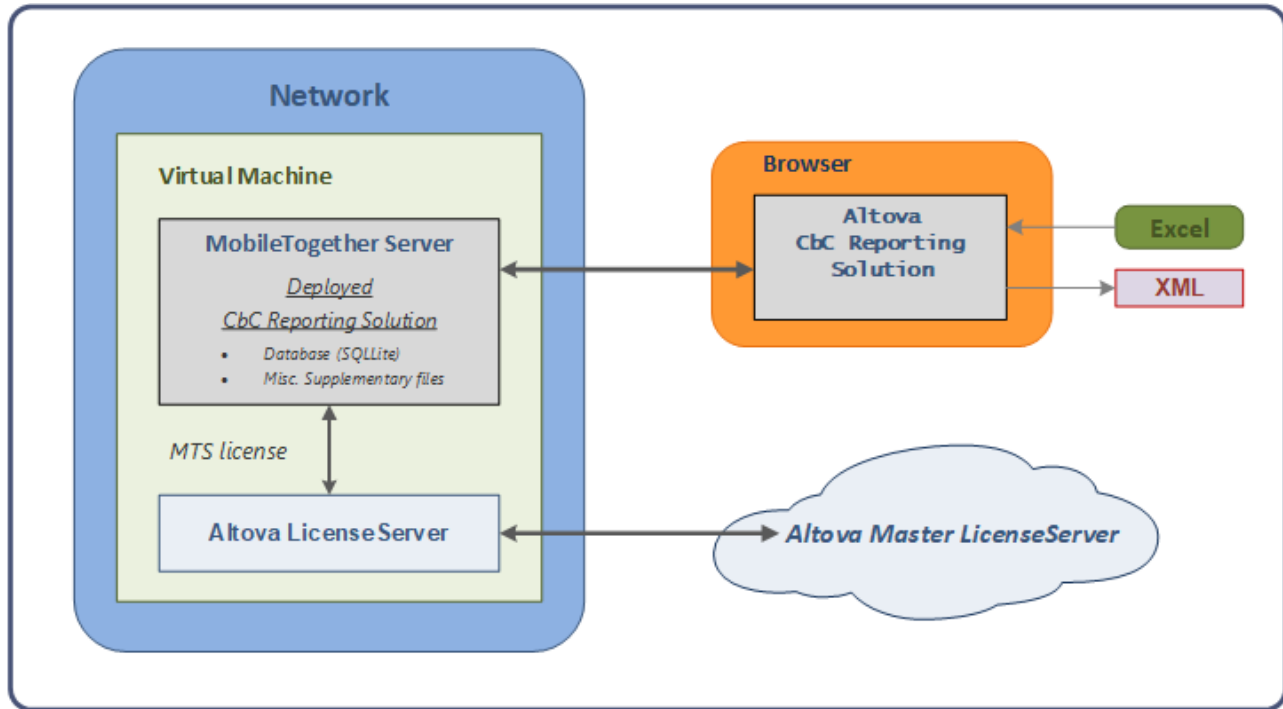 Network
Virtual Machine
MobileTogether Server
Deployed
CbC Reporting Solution
• Database (SQLLite)
• Misc. Supplementary files
MTS license
Altova LicenseServer
Browser
Altova
CbC Reporting
Solution
Excel
XML
Altova Master LicenseServer